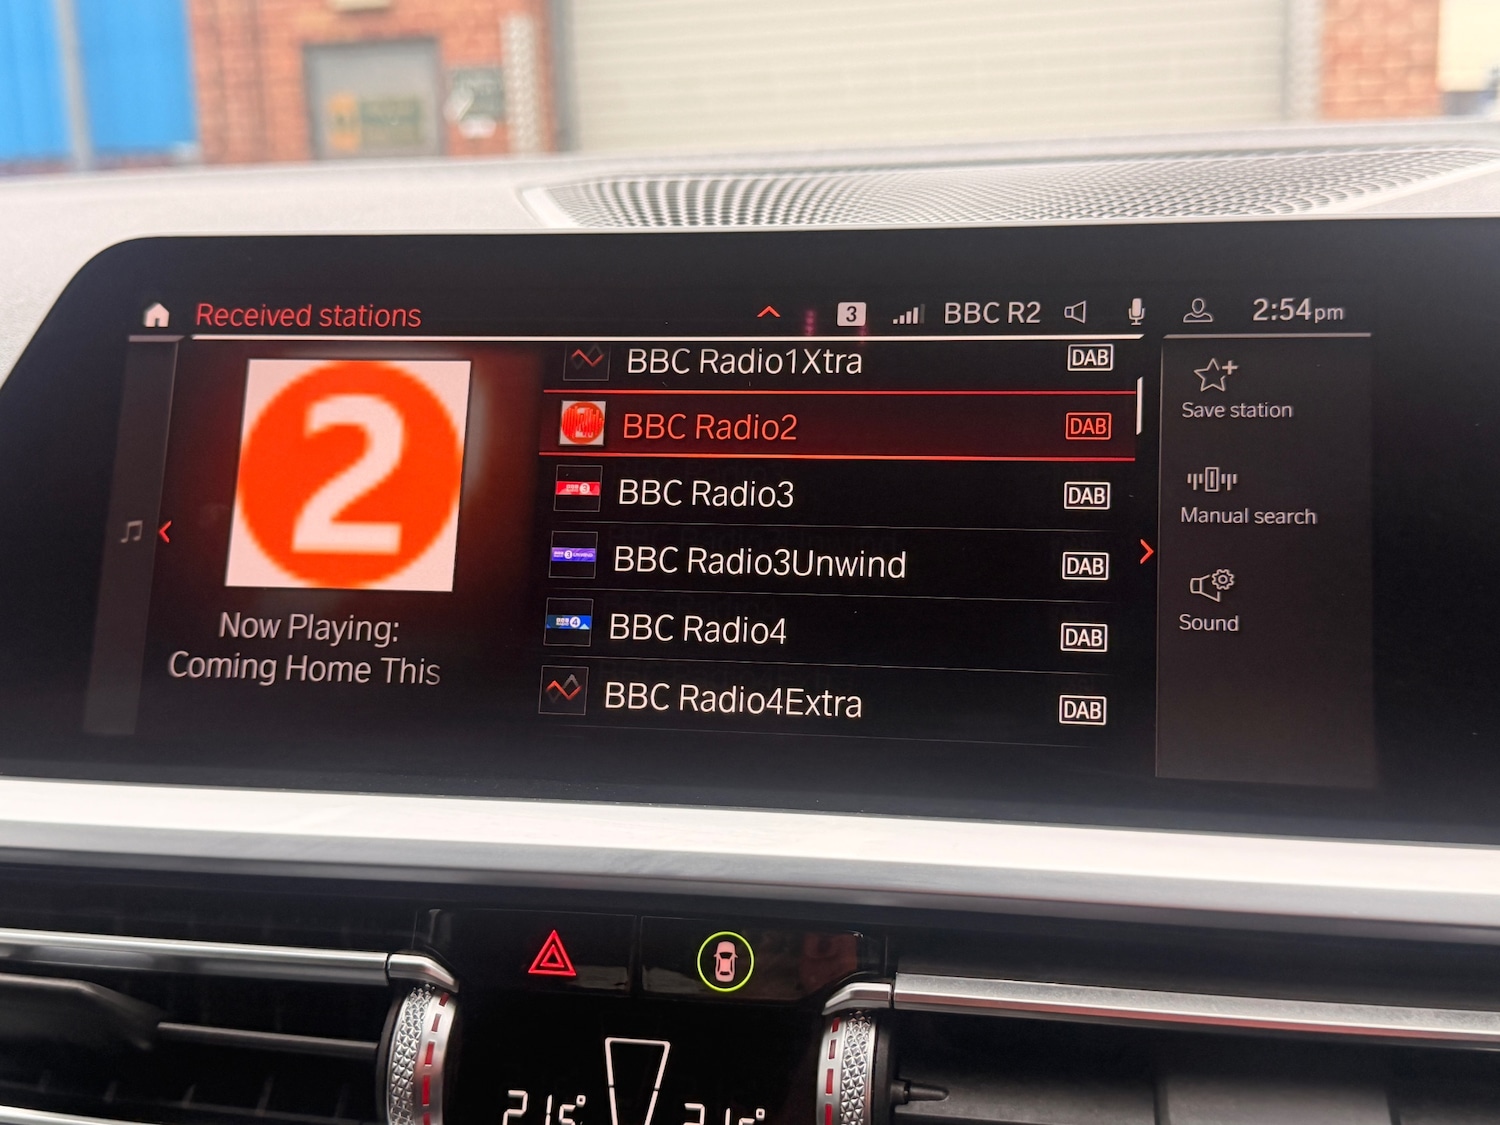 Received stations
3
BBC R2
2:54pm
2
Now Playing:
Coming Home This
BBC Radio1Xtra
DAB
BBC Radio2
DAB
BBC Radio3
DAB
BBC Radio3Unwind
DAB
BBC Radio4
DAB
BBC Radio4Extra
DAB
Save station
Manual search
Sound